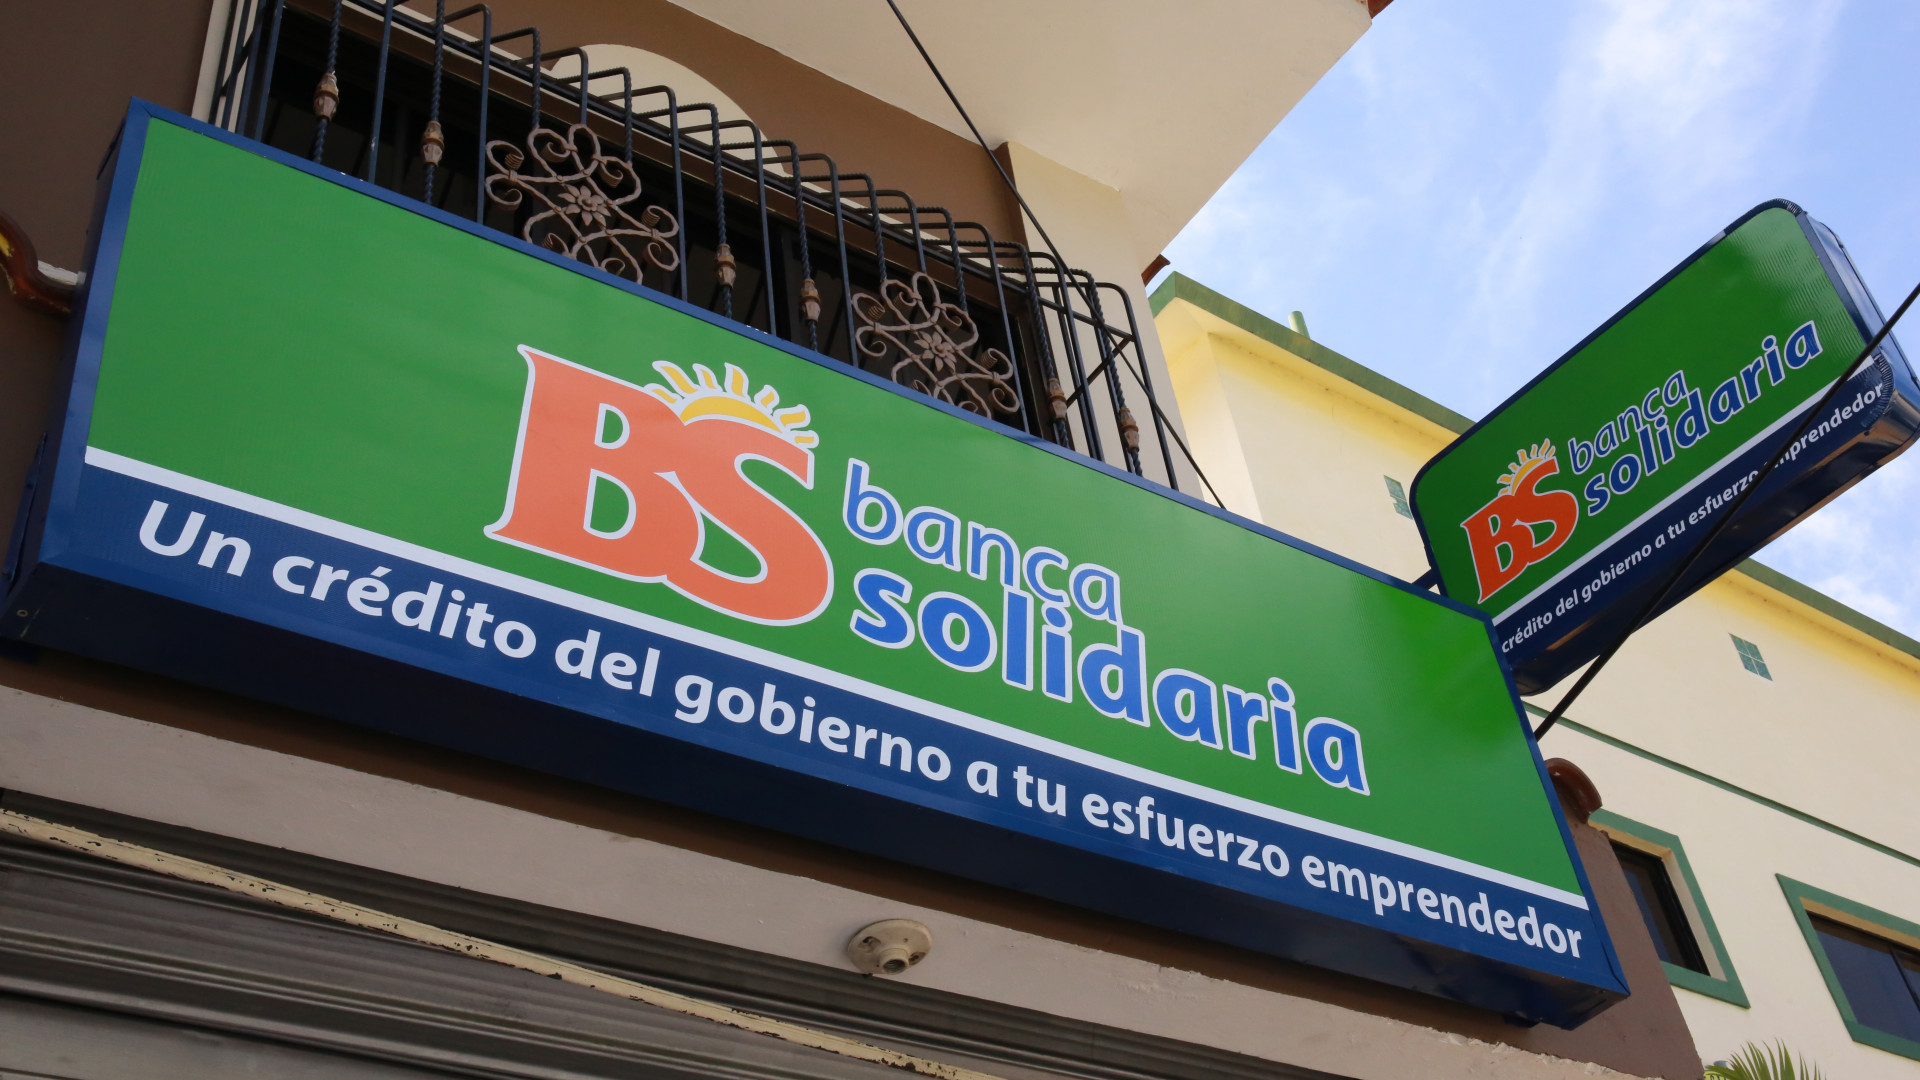 BS banca
solidaria
Un crédito del gobierno a tu esfuerzo emprendedor
BS banca
solidaria
crédito del gobierno a tu esfuerzo emprendedor